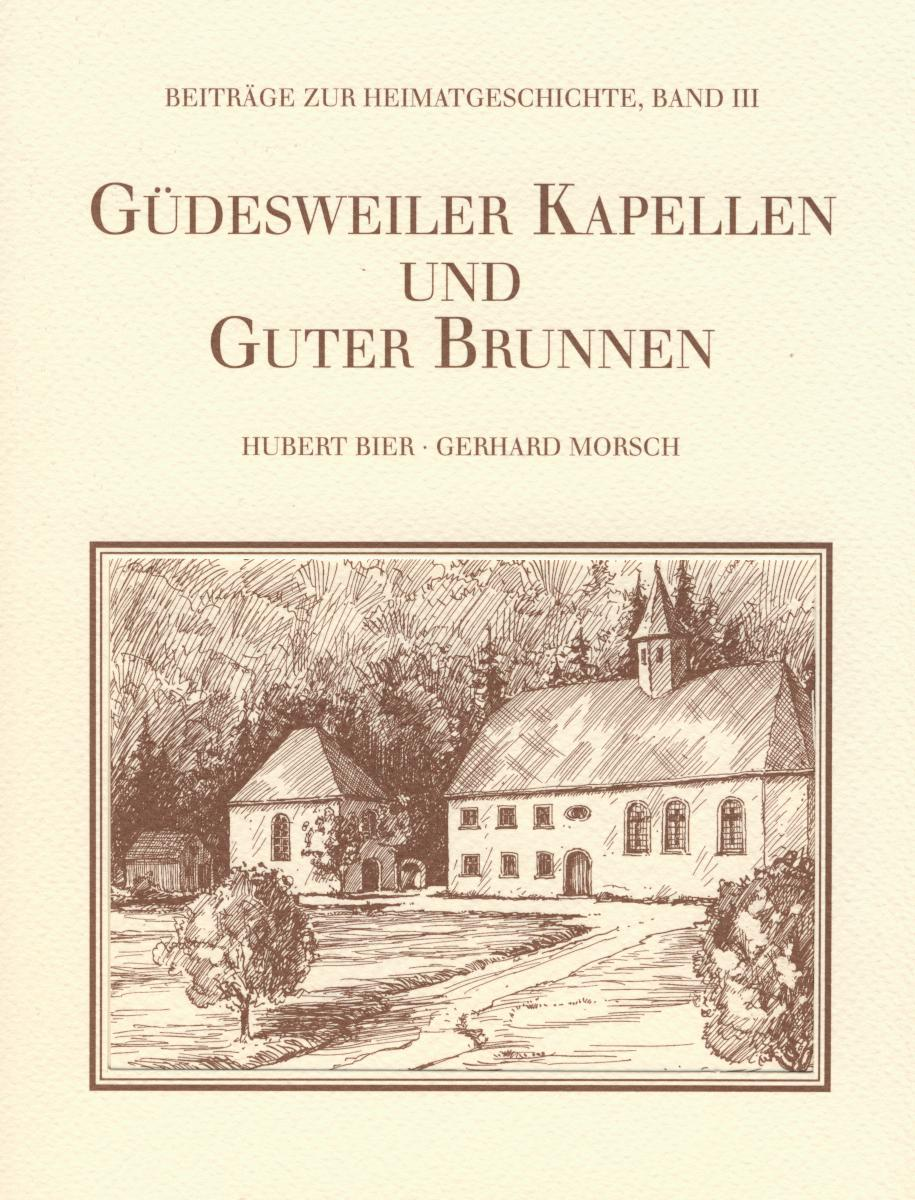 BEITRÄGE ZUR HEIMATGESCHICHTE, BAND III
GÜDESWEILER KAPELLEN
UND
GUTER BRUNNEN
HUBERT BIER · GERHARD MORSCH